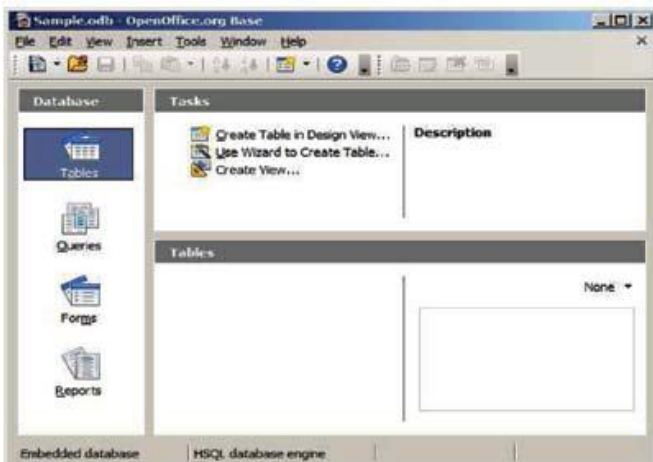 Sample.odb - OpenOffice.org Base
File Edit View Insert Tools Window Help
Database
Tables
Queries
Forms
Reports
Tasks
Create Table in Design View...
Use Wizard to Create Table...
Create View...
Description
Tables
None
Embedded database
HSQL database engine